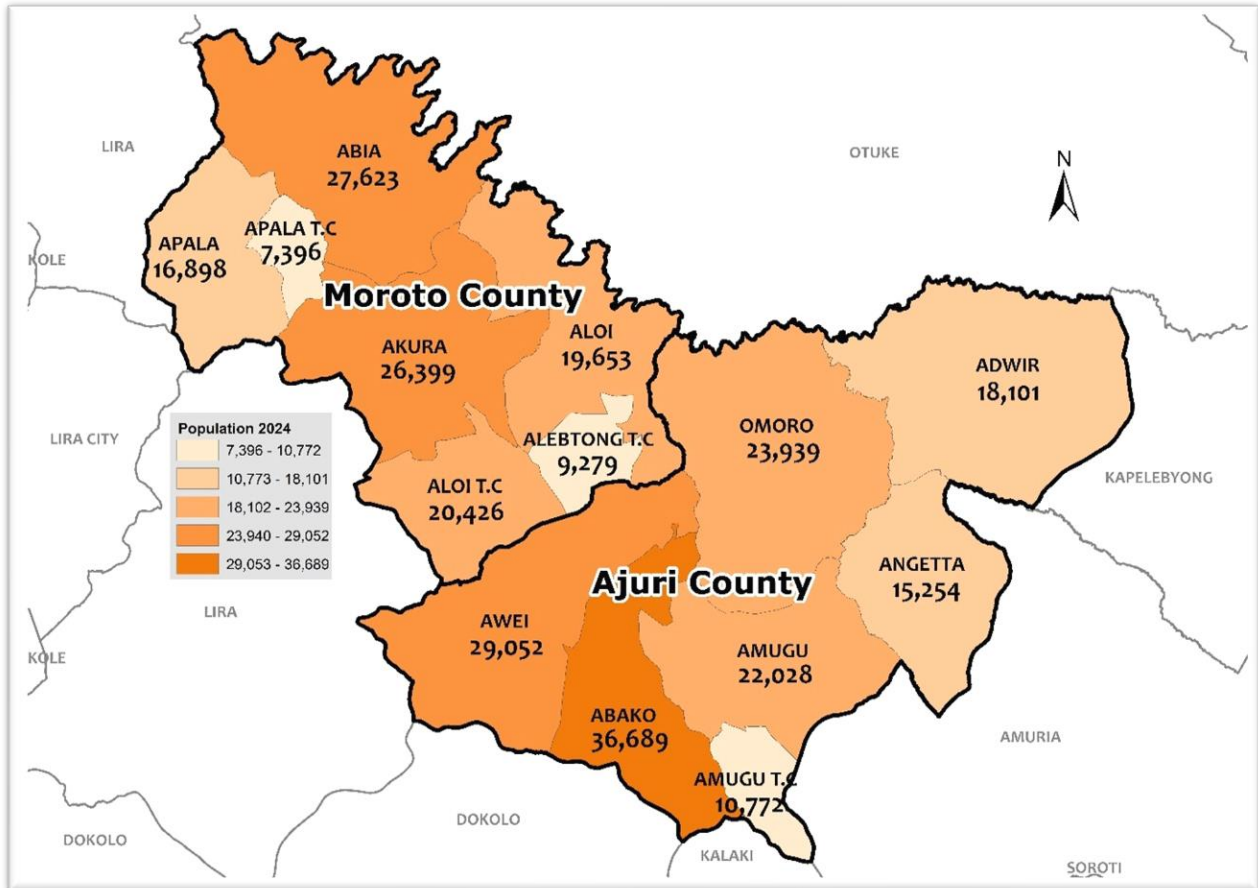 LIRA
OTUKE
N
ABIA
27,623
APALA T.C
7,396
APALA
16,898
KOLE
Moroto County
ALOI
19,653
AKURA
26,399
ADWIR
18,101
Population 2024
7,396 - 10,772
10,773 - 18,101
18,102 - 23,939
23,940 - 29,052
29,053 - 36,689
LIRA CITY
ALEBTONG T.C
9,279
OMORO
23,939
KAPELEBYONG
ALOI T.C
20,426
Ajuri County
ANGETTA
15,254
LIRA
AWEI
29,052
KOLE
AMUGU
22,028
ABAKO
36,689
AMURIA
AMUGU T.C
10,772
DOKOLO
DOKOLO
KALAKI
SOROTI